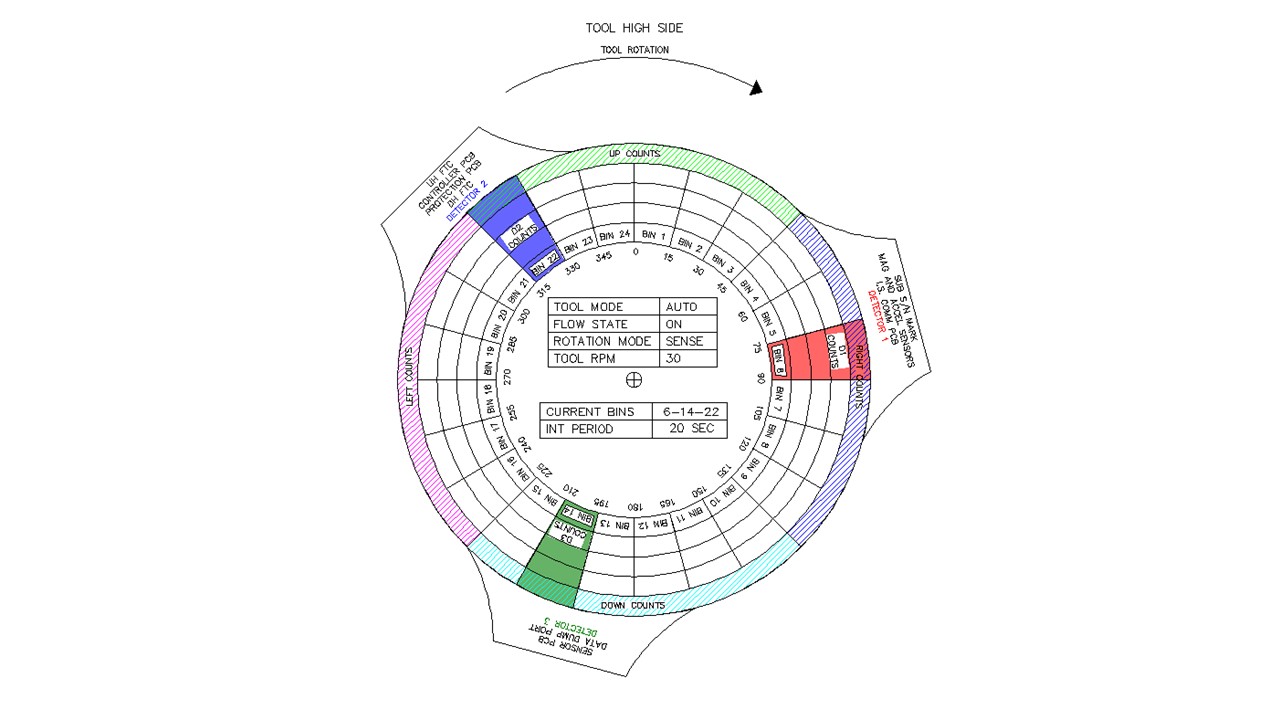 TOOL HIGH SIDE
TOOL ROTATION
UP COUNTS
UH FTC
CONTROLLER PCB
PROTECTION PCB
DH FTC
DETECTOR 2
D2
COUNTS
SUB S/N MARK
MAG AND ACCEL SENSORS
I.S. COMM PCB
DETECTOR 1
D1
COUNTS
RIGHT COUNTS
LEFT COUNTS
BIN 1
BIN 2
BIN 3
BIN 4
BIN 5
BIN 6
BIN 7
BIN 8
BIN 9
BIN 10
BIN 11
BIN 12
BIN 13
BIN 14
BIN 15
BIN 16
BIN 17
BIN 18
BIN 19
BIN 20
BIN 21
BIN 22
BIN 23
BIN 24
0
15
30
45
60
75
90
105
120
135
150
165
180
195
210
225
240
255
270
285
300
315
330
345
TOOL MODE AUTO
FLOW STATE ON
ROTATION MODE SENSE
TOOL RPM 30
CURRENT BINS 6-14-22
INT PERIOD 20 SEC
D3
COUNTS
DOWN COUNTS
DETECTOR 3
DATA DUMP PORT
SENSOR PCB